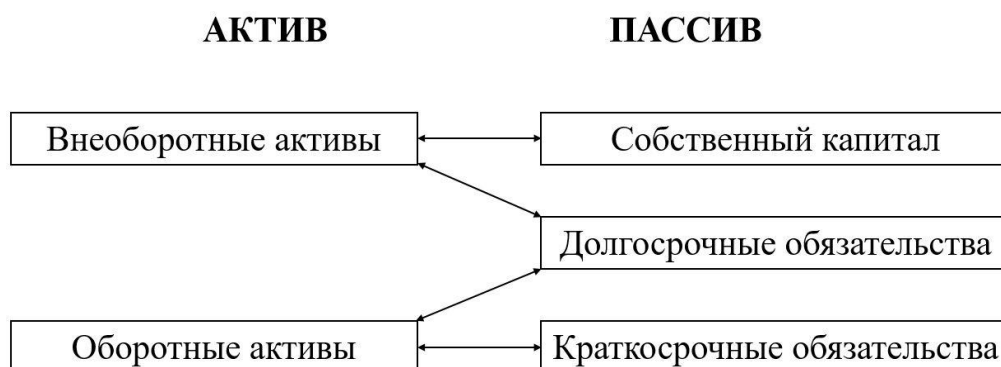 АКТИВ
ПАССИВ
Внеоборотные активы
Собственный капитал
Долгосрочные обязательства
Оборотные активы
Краткосрочные обязательства